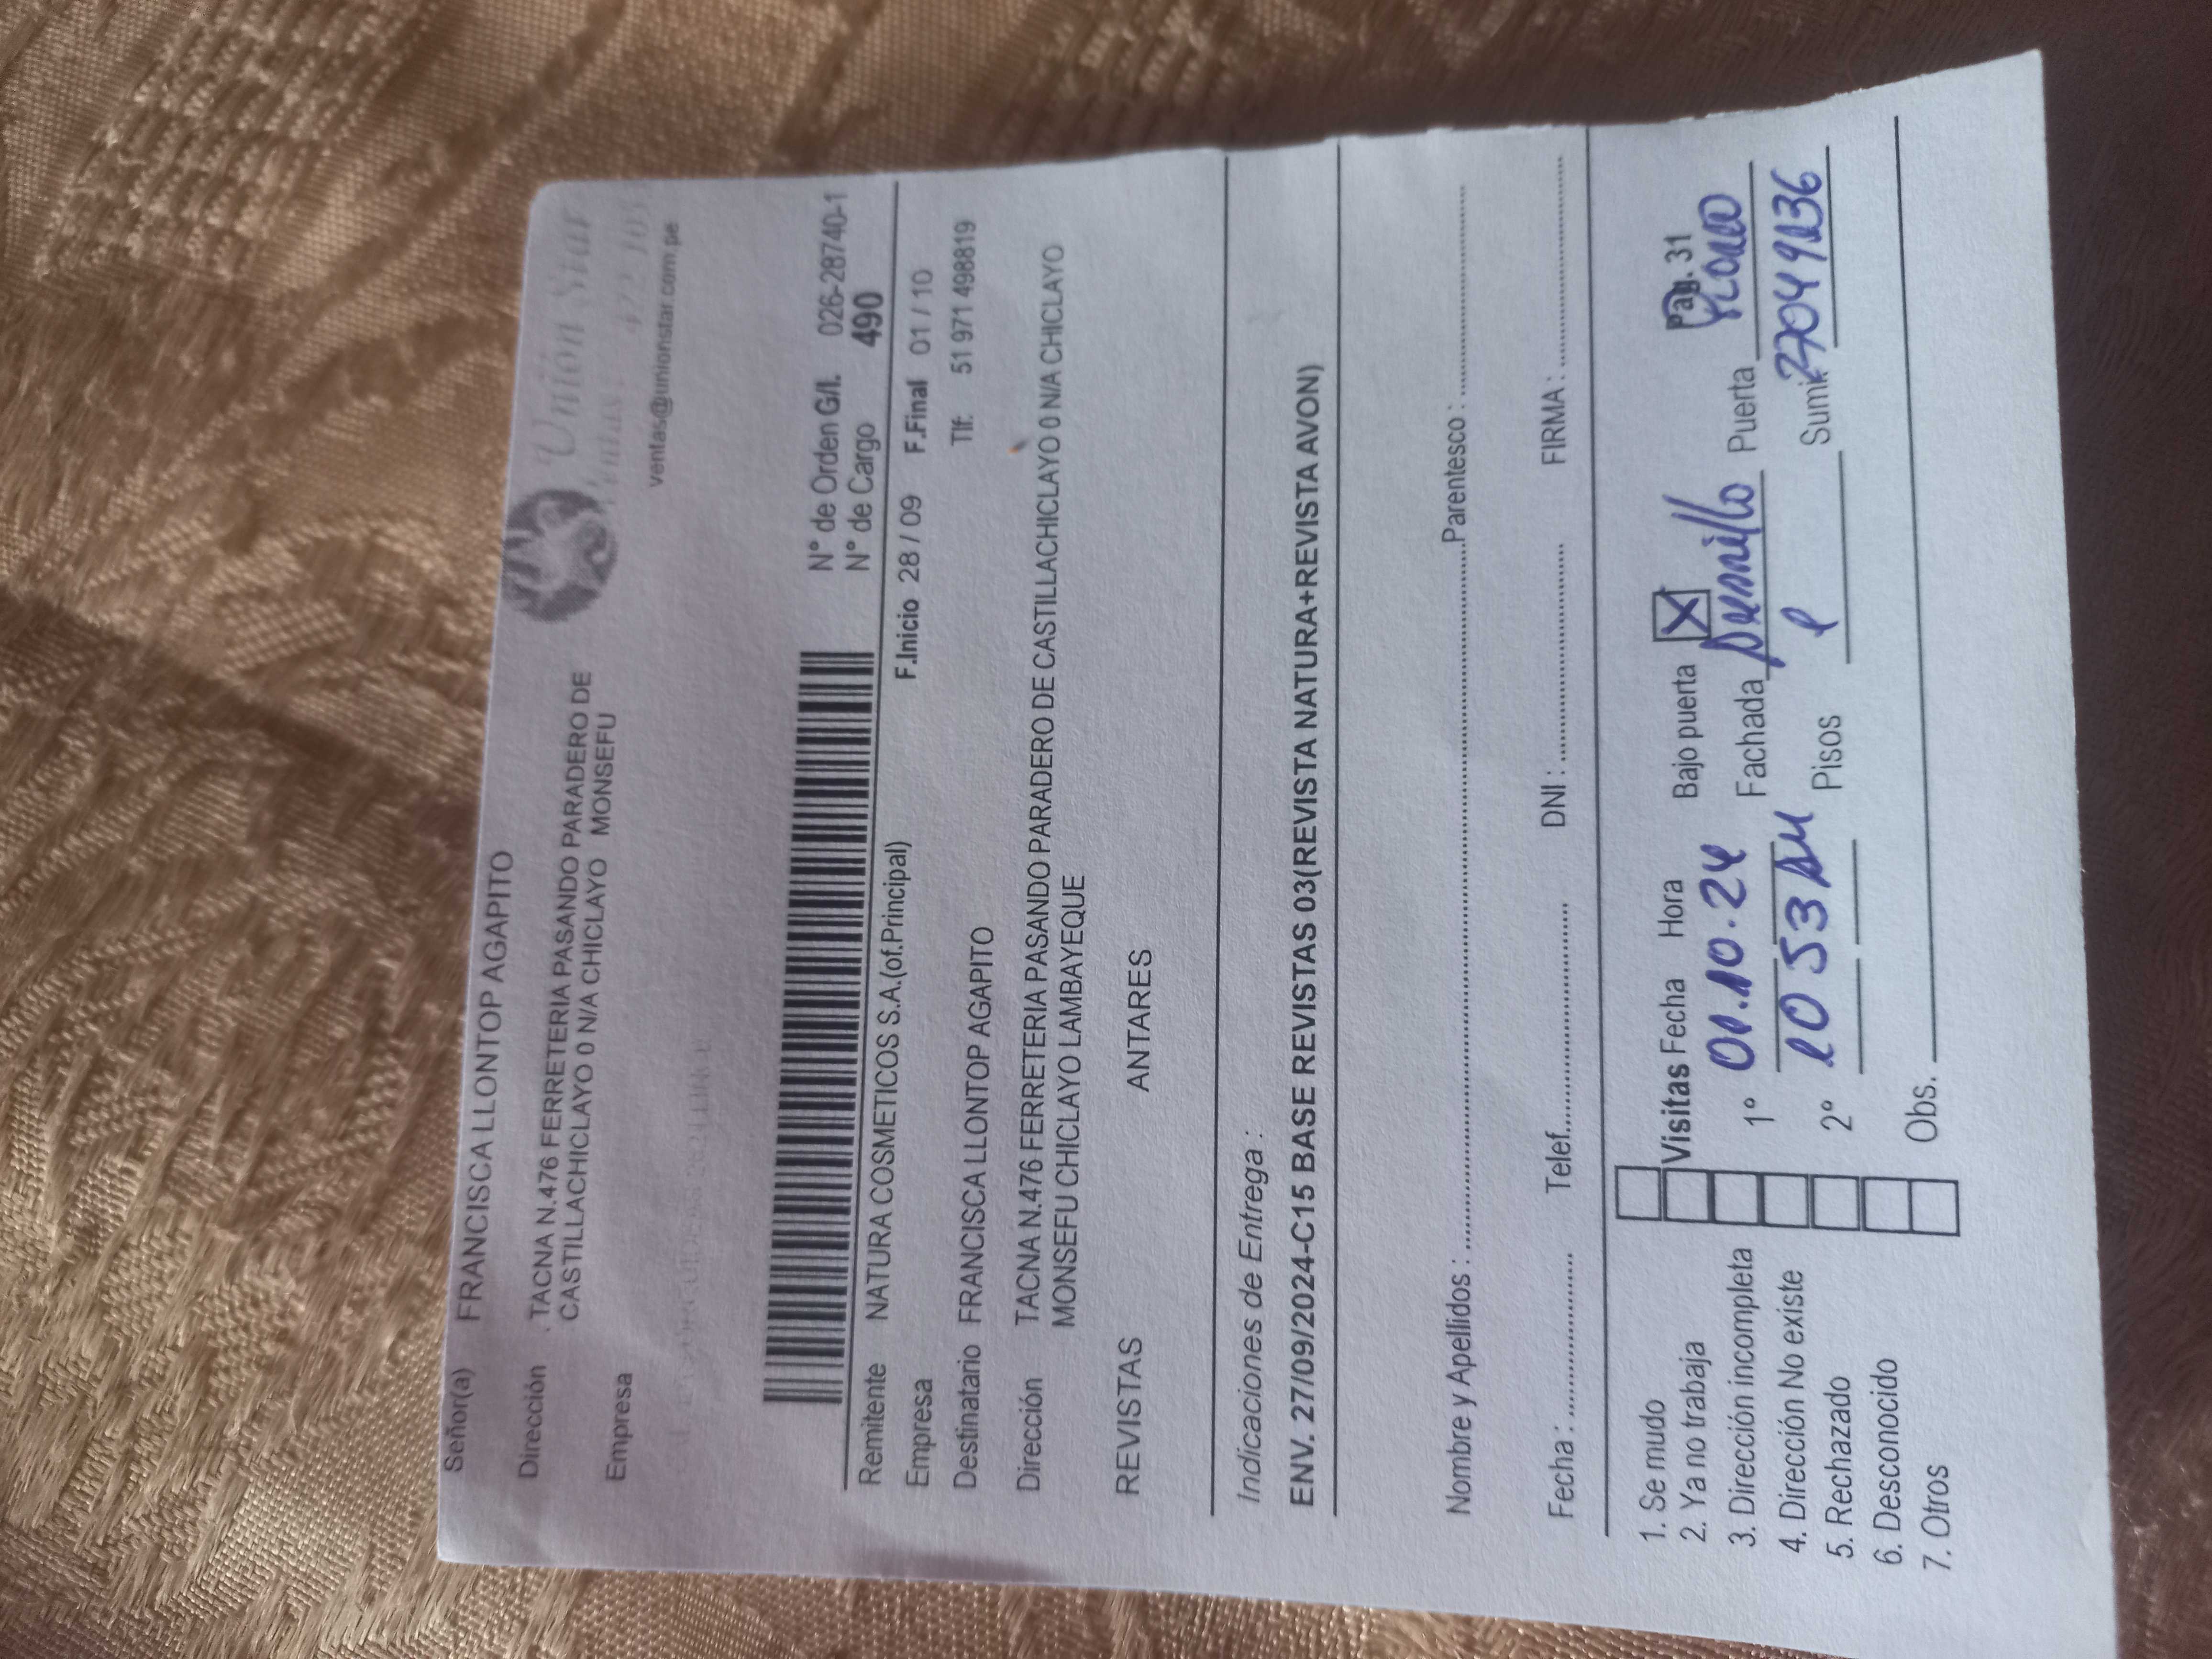 Señor(a) FRANCISCA LLONTOP AGAPITO
Unión Star
Dirección . TACNA N.476 FERRETERIA PASANDO PARADERO DE
CASTILLACHICLAYO 0 N/A CHICLAYO MONSEFU
ventas@unionstar.com.pe
Empresa
N° de Orden G/I. 026-28740-1
N° de Cargo 490
Remitente NATURA COSMETICOS S.A.(of.Principal)
F.Inicio 28 / 09 F.Final 01 / 10
Empresa
Destinatario FRANCISCA LLONTOP AGAPITO Tlf: 51 971 498819
Dirección TACNA N.476 FERRETERIA PASANDO PARADERO DE CASTILLACHICLAYO 0 N/A CHICLAYO
MONSEFU CHICLAYO LAMBAYEQUE
REVISTAS ANTARES
Indicaciones de Entrega :
ENV. 27/09/2024-C15 BASE REVISTAS 03(REVISTA NATURA+REVISTA AVON)
Nombre y Apellidos : Parentesco :
Fecha : Telef. DNI : FIRMA :
1. Se mudo
2. Ya no trabaja
3. Dirección incompleta
4. Dirección No existe
5. Rechazado
6. Desconocido
7. Otros
Visitas Fecha Hora Bajo puerta X Pag. 31
1° 01.10.24 Fachada Puerta
10 53 AM
2° Pisos 1 Sumi.
Obs.